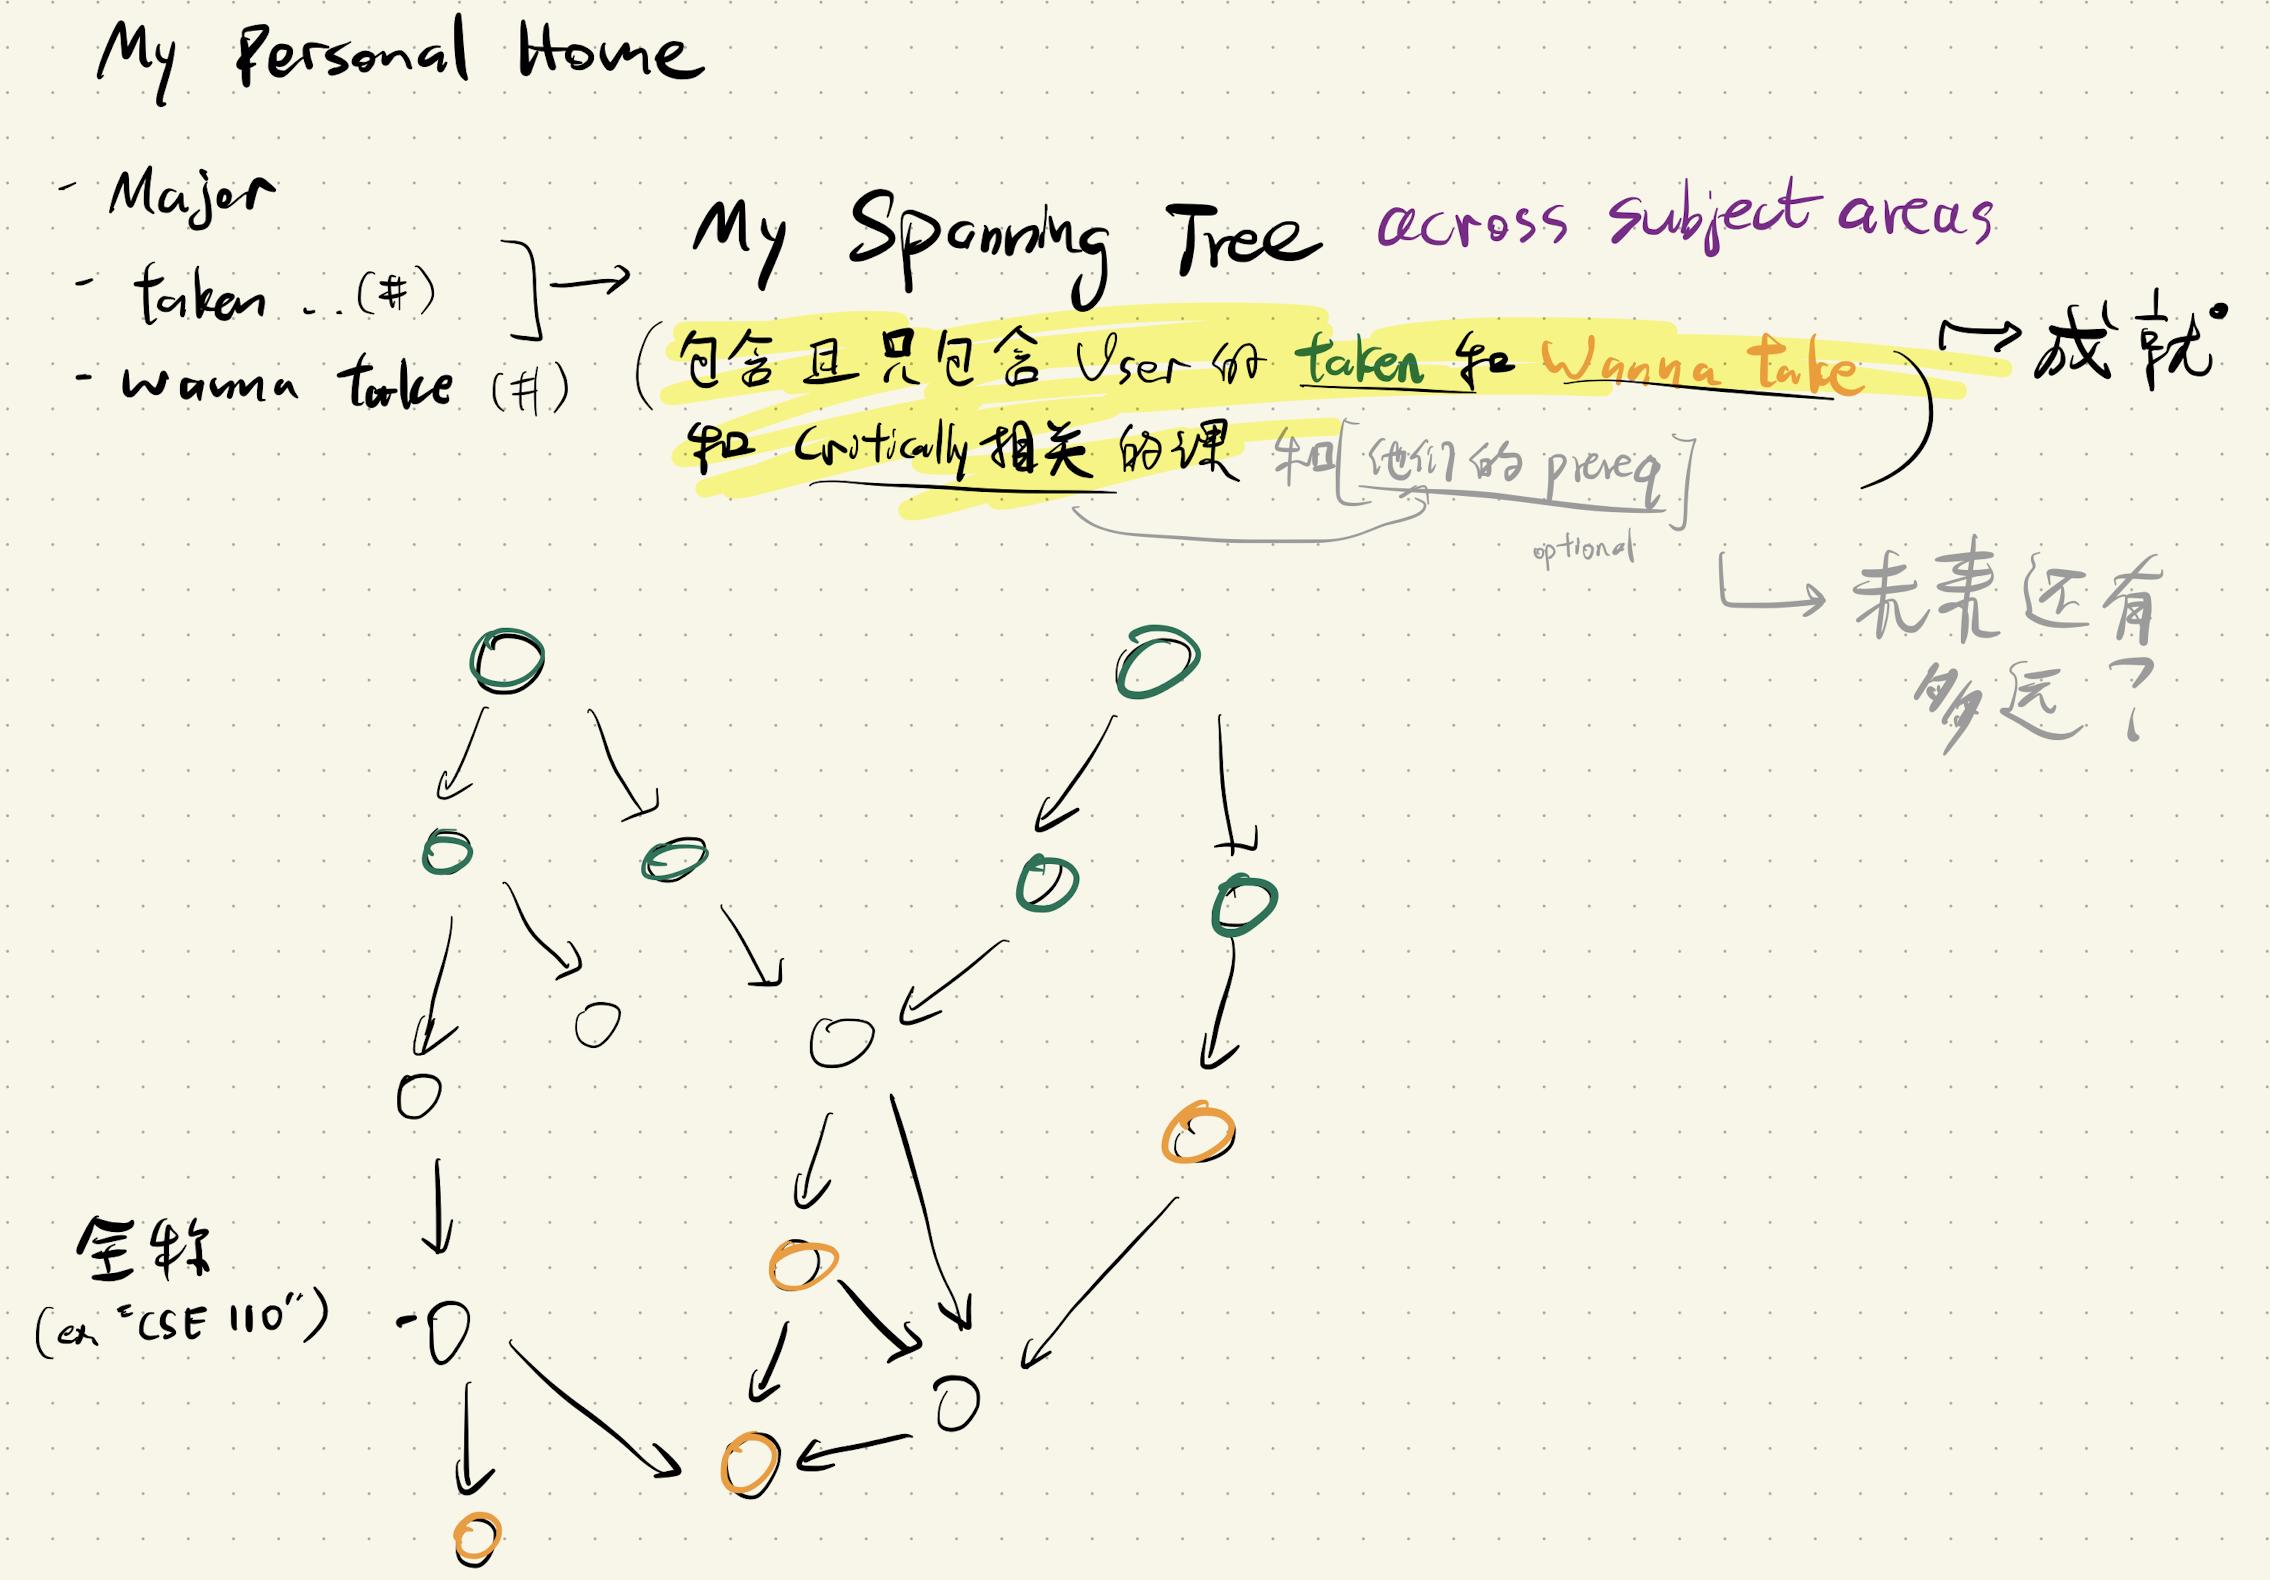 My Personal Home
- Major
- taken ... (#)
- wanna take (#)
My Spanning Tree across subject areas
(包含且只包含 User 的 taken 和 Wanna take
和 Critically 相关的课 和[他们的 prereq])
optional
成就
未来还有
多远?
全称
(ex "CSE 110")